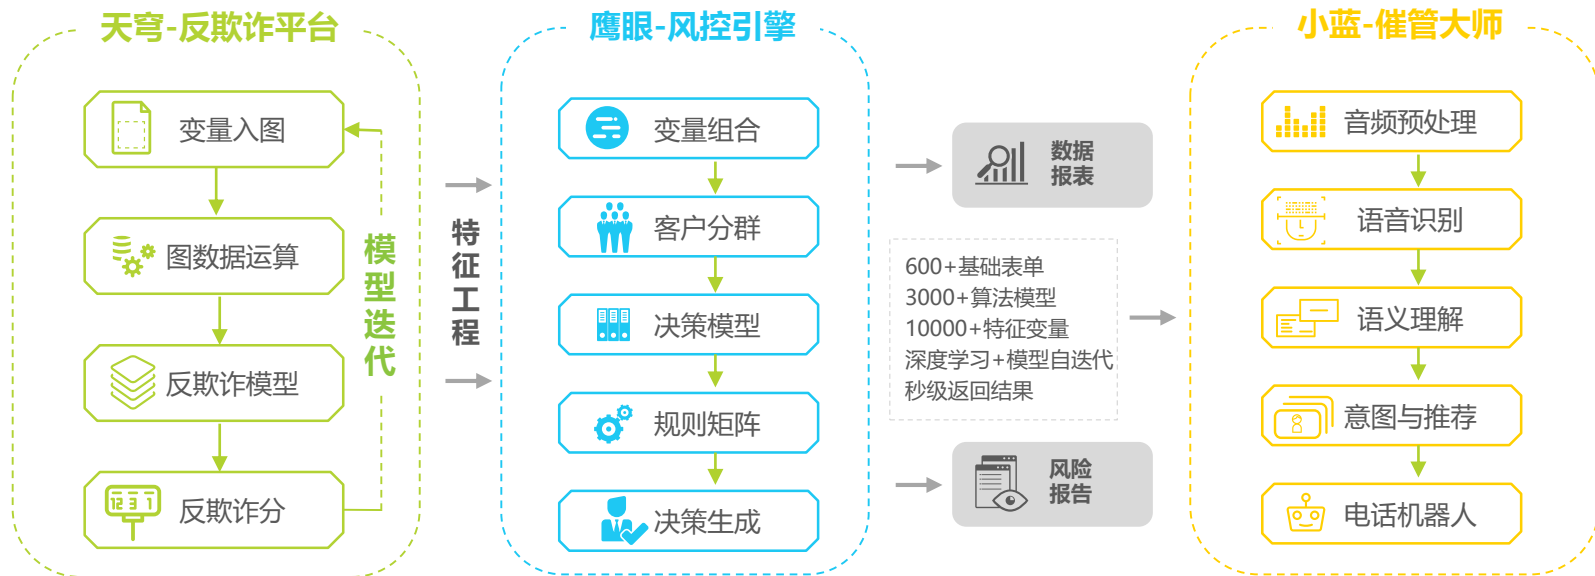 天穹-反欺诈平台
变量入图
图数据运算
反欺诈模型
反欺诈分
模型迭代
特征工程
鹰眼-风控引擎
变量组合
客户分群
决策模型
规则矩阵
决策生成
数据
报表
600+基础表单
3000+算法模型
10000+特征变量
深度学习+模型自迭代
秒级返回结果
风险
报告
小蓝-催管大师
音频预处理
语音识别
语义理解
意图与推荐
电话机器人